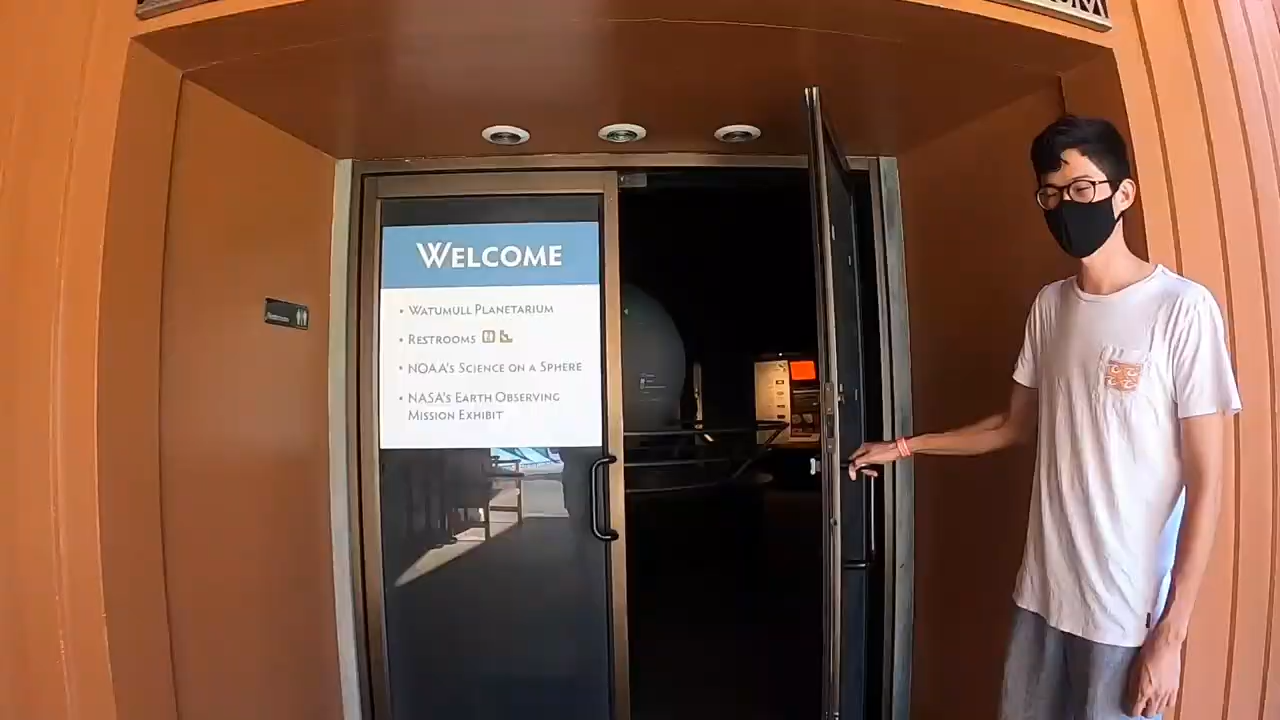 WELCOME
• WATUMULL PLANETARIUM
• RESTROOMS
• NOAA'S SCIENCE ON A SPHERE
• NASA'S EARTH OBSERVING
MISSION EXHIBIT